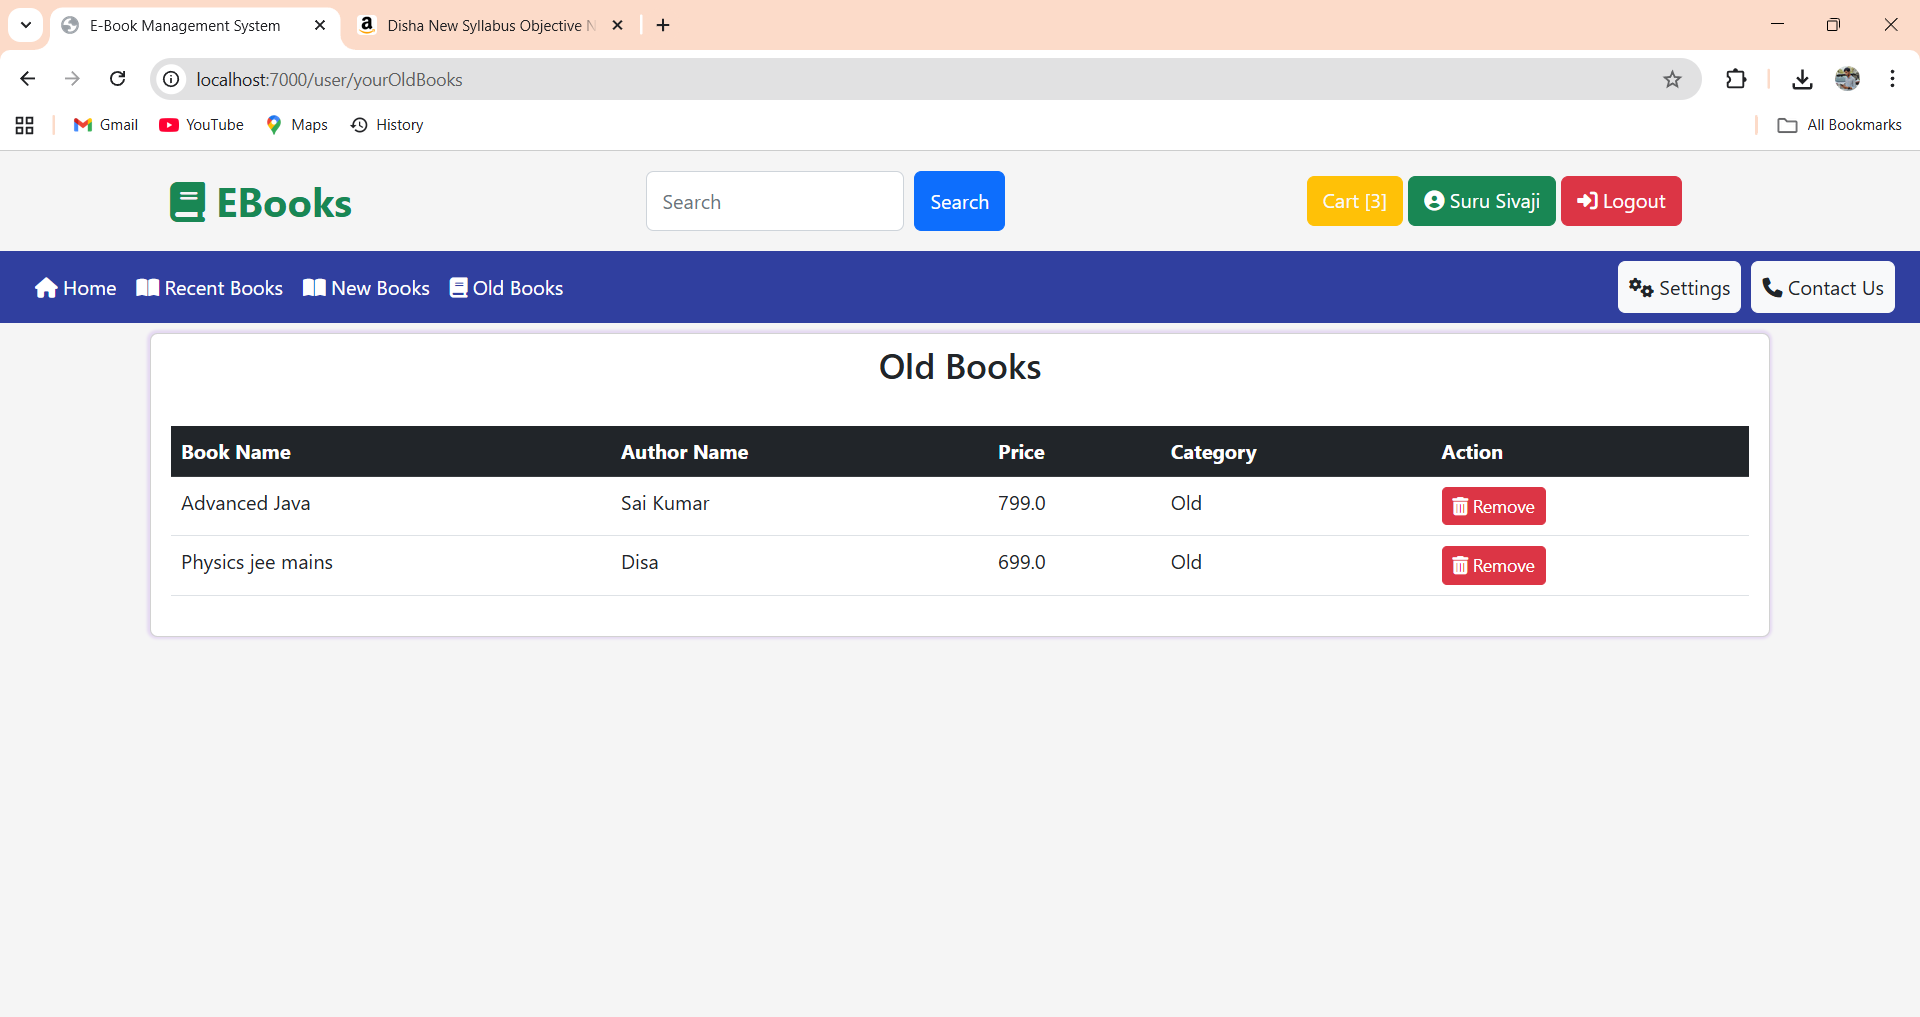 E-Book Management System
Disha New Syllabus Objective N
localhost:7000/user/yourOldBooks
Gmail YouTube Maps History All Bookmarks
EBooks Search Search Cart [3] Suru Sivaji Logout
Home Recent Books New Books Old Books Settings Contact Us
Old Books
Book Name Author Name Price Category Action
Advanced Java Sai Kumar 799.0 Old Remove
Physics jee mains Disa 699.0 Old Remove